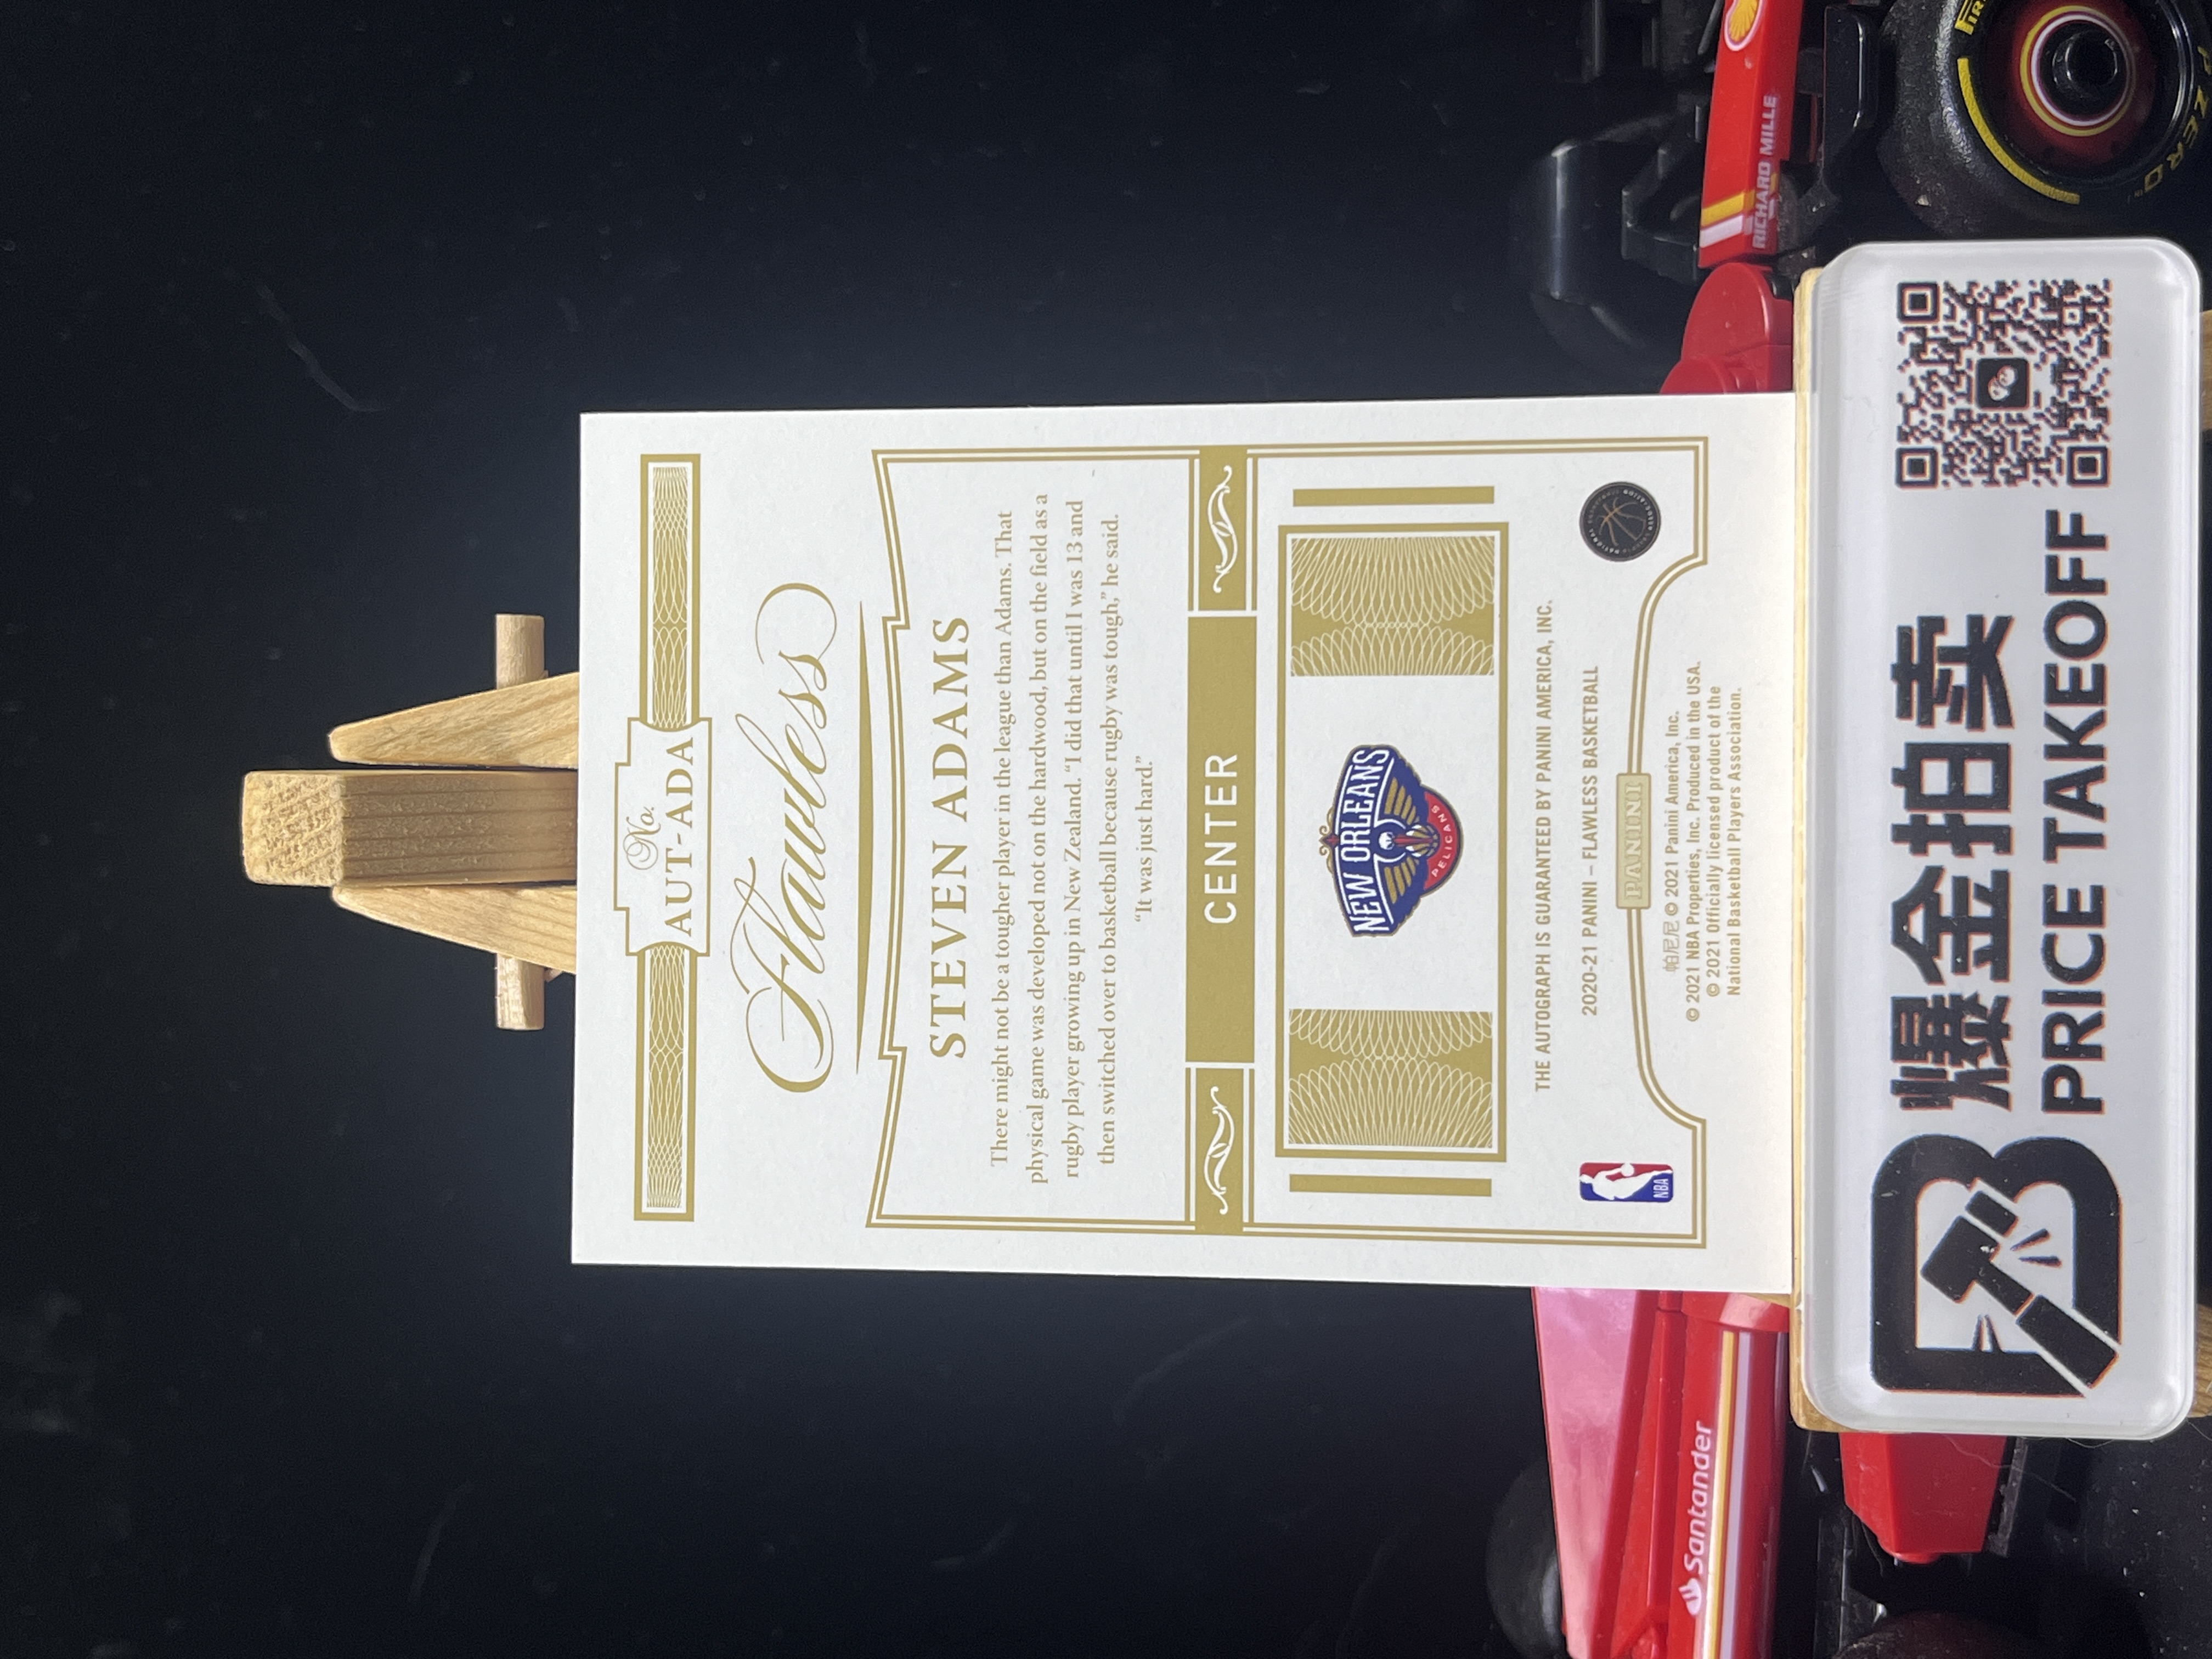 No.
AUT-ADA
Flawless
STEVEN ADAMS
There might not be a tougher player in the league than Adams. That
physical game was developed not on the hardwood, but on the field as a
rugby player growing up in New Zealand. “I did that until I was 13 and
then switched over to basketball because rugby was tough,” he said.
“It was just hard.”
CENTER
NEW ORLEANS
PELICANS
THE AUTOGRAPH IS GUARANTEED BY PANINI AMERICA, INC.
2020-21 PANINI – FLAWLESS BASKETBALL
NBA
PANINI
帕尼尼 © 2021 Panini America, Inc.
© 2021 NBA Properties, Inc. Produced in the USA.
© 2021 Officially licensed product of the
National Basketball Players Association.
Santander
RICHARD MILLE
P ZERO
B
爆金拍卖
PRICE TAKEOFF